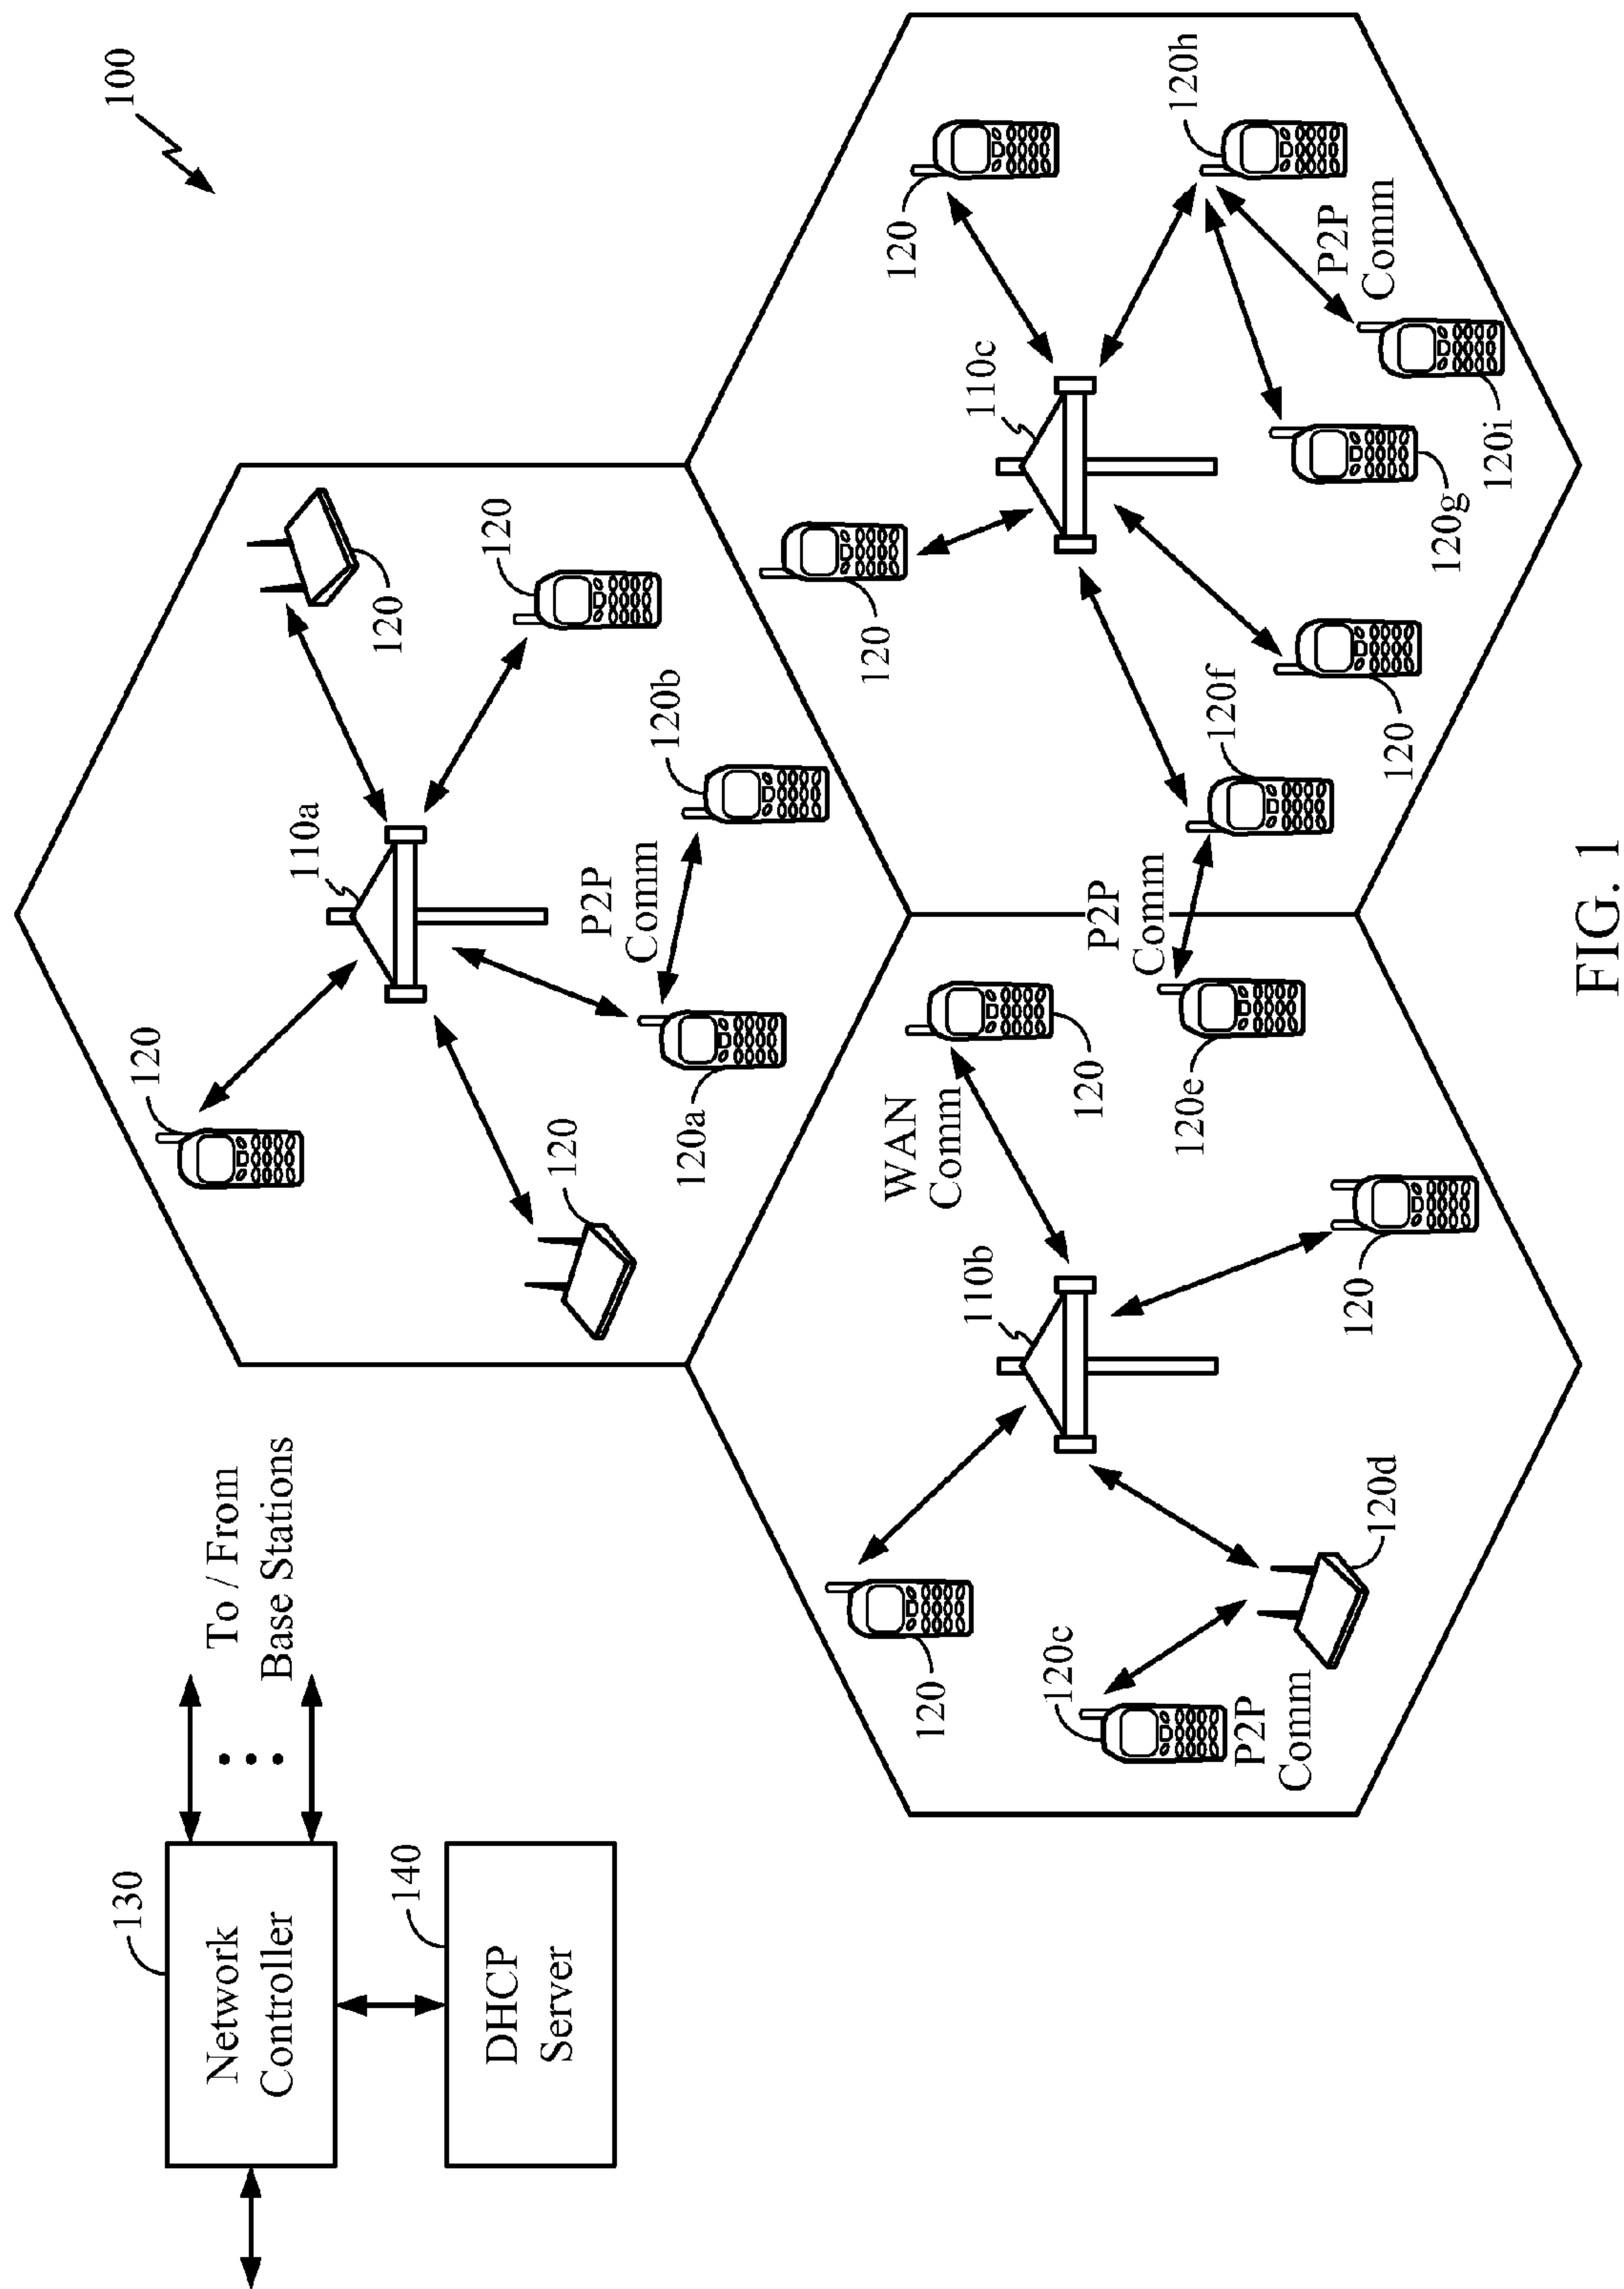 100
130
Network
Controller
To / From
Base Stations
140
DHCP
Server
120
110a
120
120
120
120a
P2P
Comm
120b
120
110b
WAN
Comm
120
120c
P2P
Comm
120d
120
120e
P2P
Comm
120f
120
110c
120
120
120g
120i
120h
P2P
Comm
FIG. 1